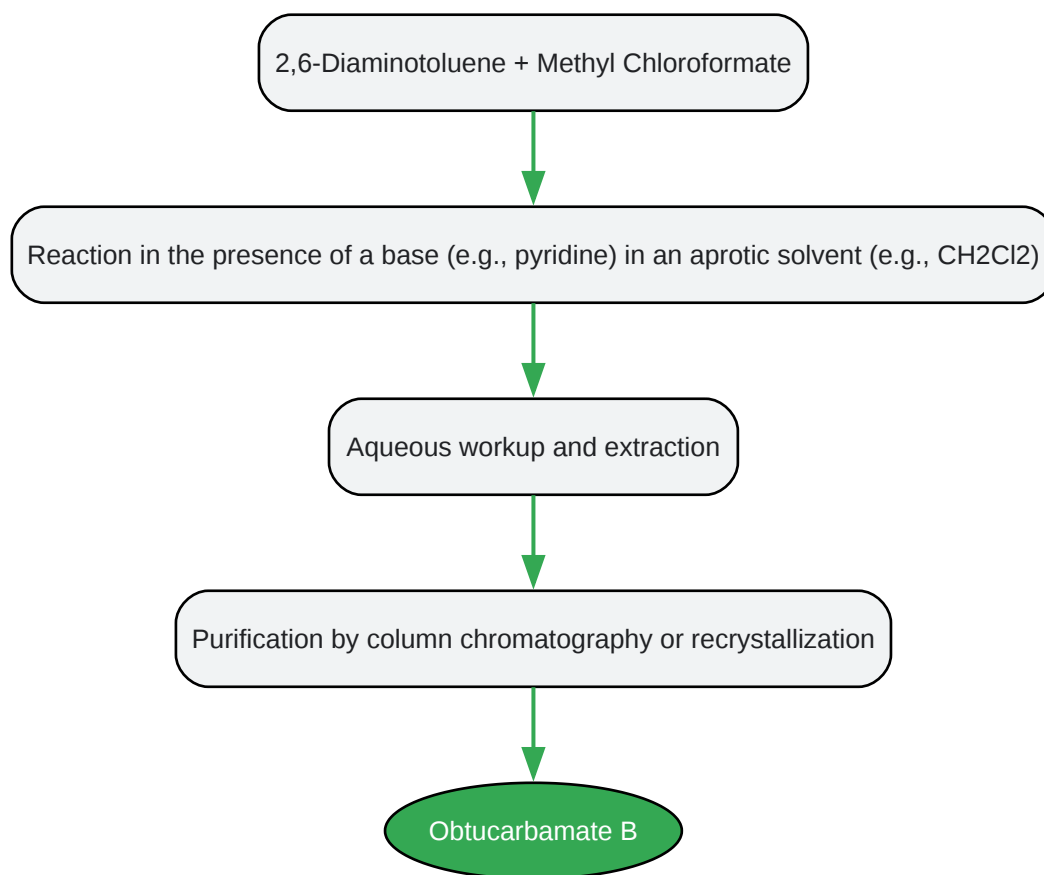 2,6-Diaminotoluene + Methyl Chloroformate
Reaction in the presence of a base (e.g., pyridine) in an aprotic solvent (e.g., CH2Cl2)
Aqueous workup and extraction
Purification by column chromatography or recrystallization
Obtucarbamate B